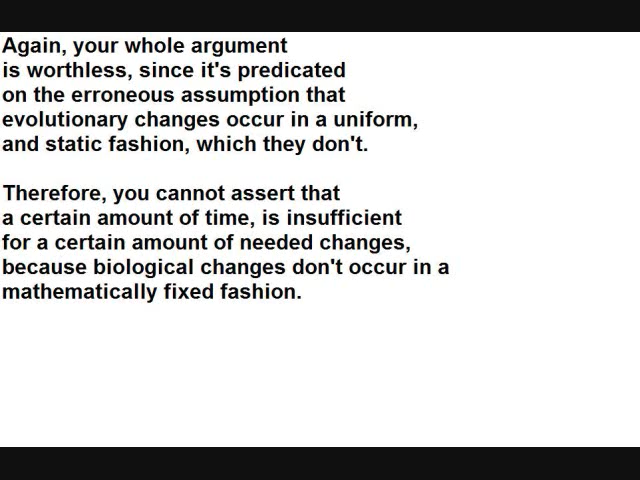 Again, your whole argument
is worthless, since it's predicated
on the erroneous assumption that
evolutionary changes occur in a uniform,
and static fashion, which they don't.
Therefore, you cannot assert that
a certain amount of time, is insufficient
for a certain amount of needed changes,
because biological changes don't occur in a
mathematically fixed fashion.